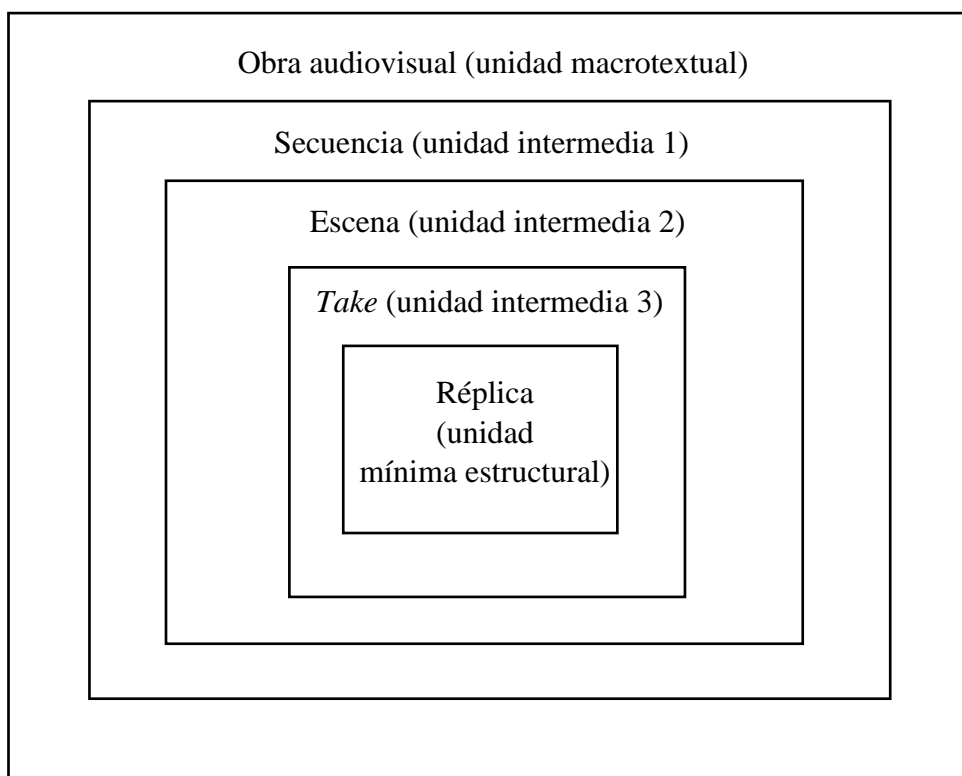 Obra audiovisual (unidad macrotextual)
Secuencia (unidad intermedia 1)
Escena (unidad intermedia 2)
Take (unidad intermedia 3)
Réplica
(unidad
mínima estructural)